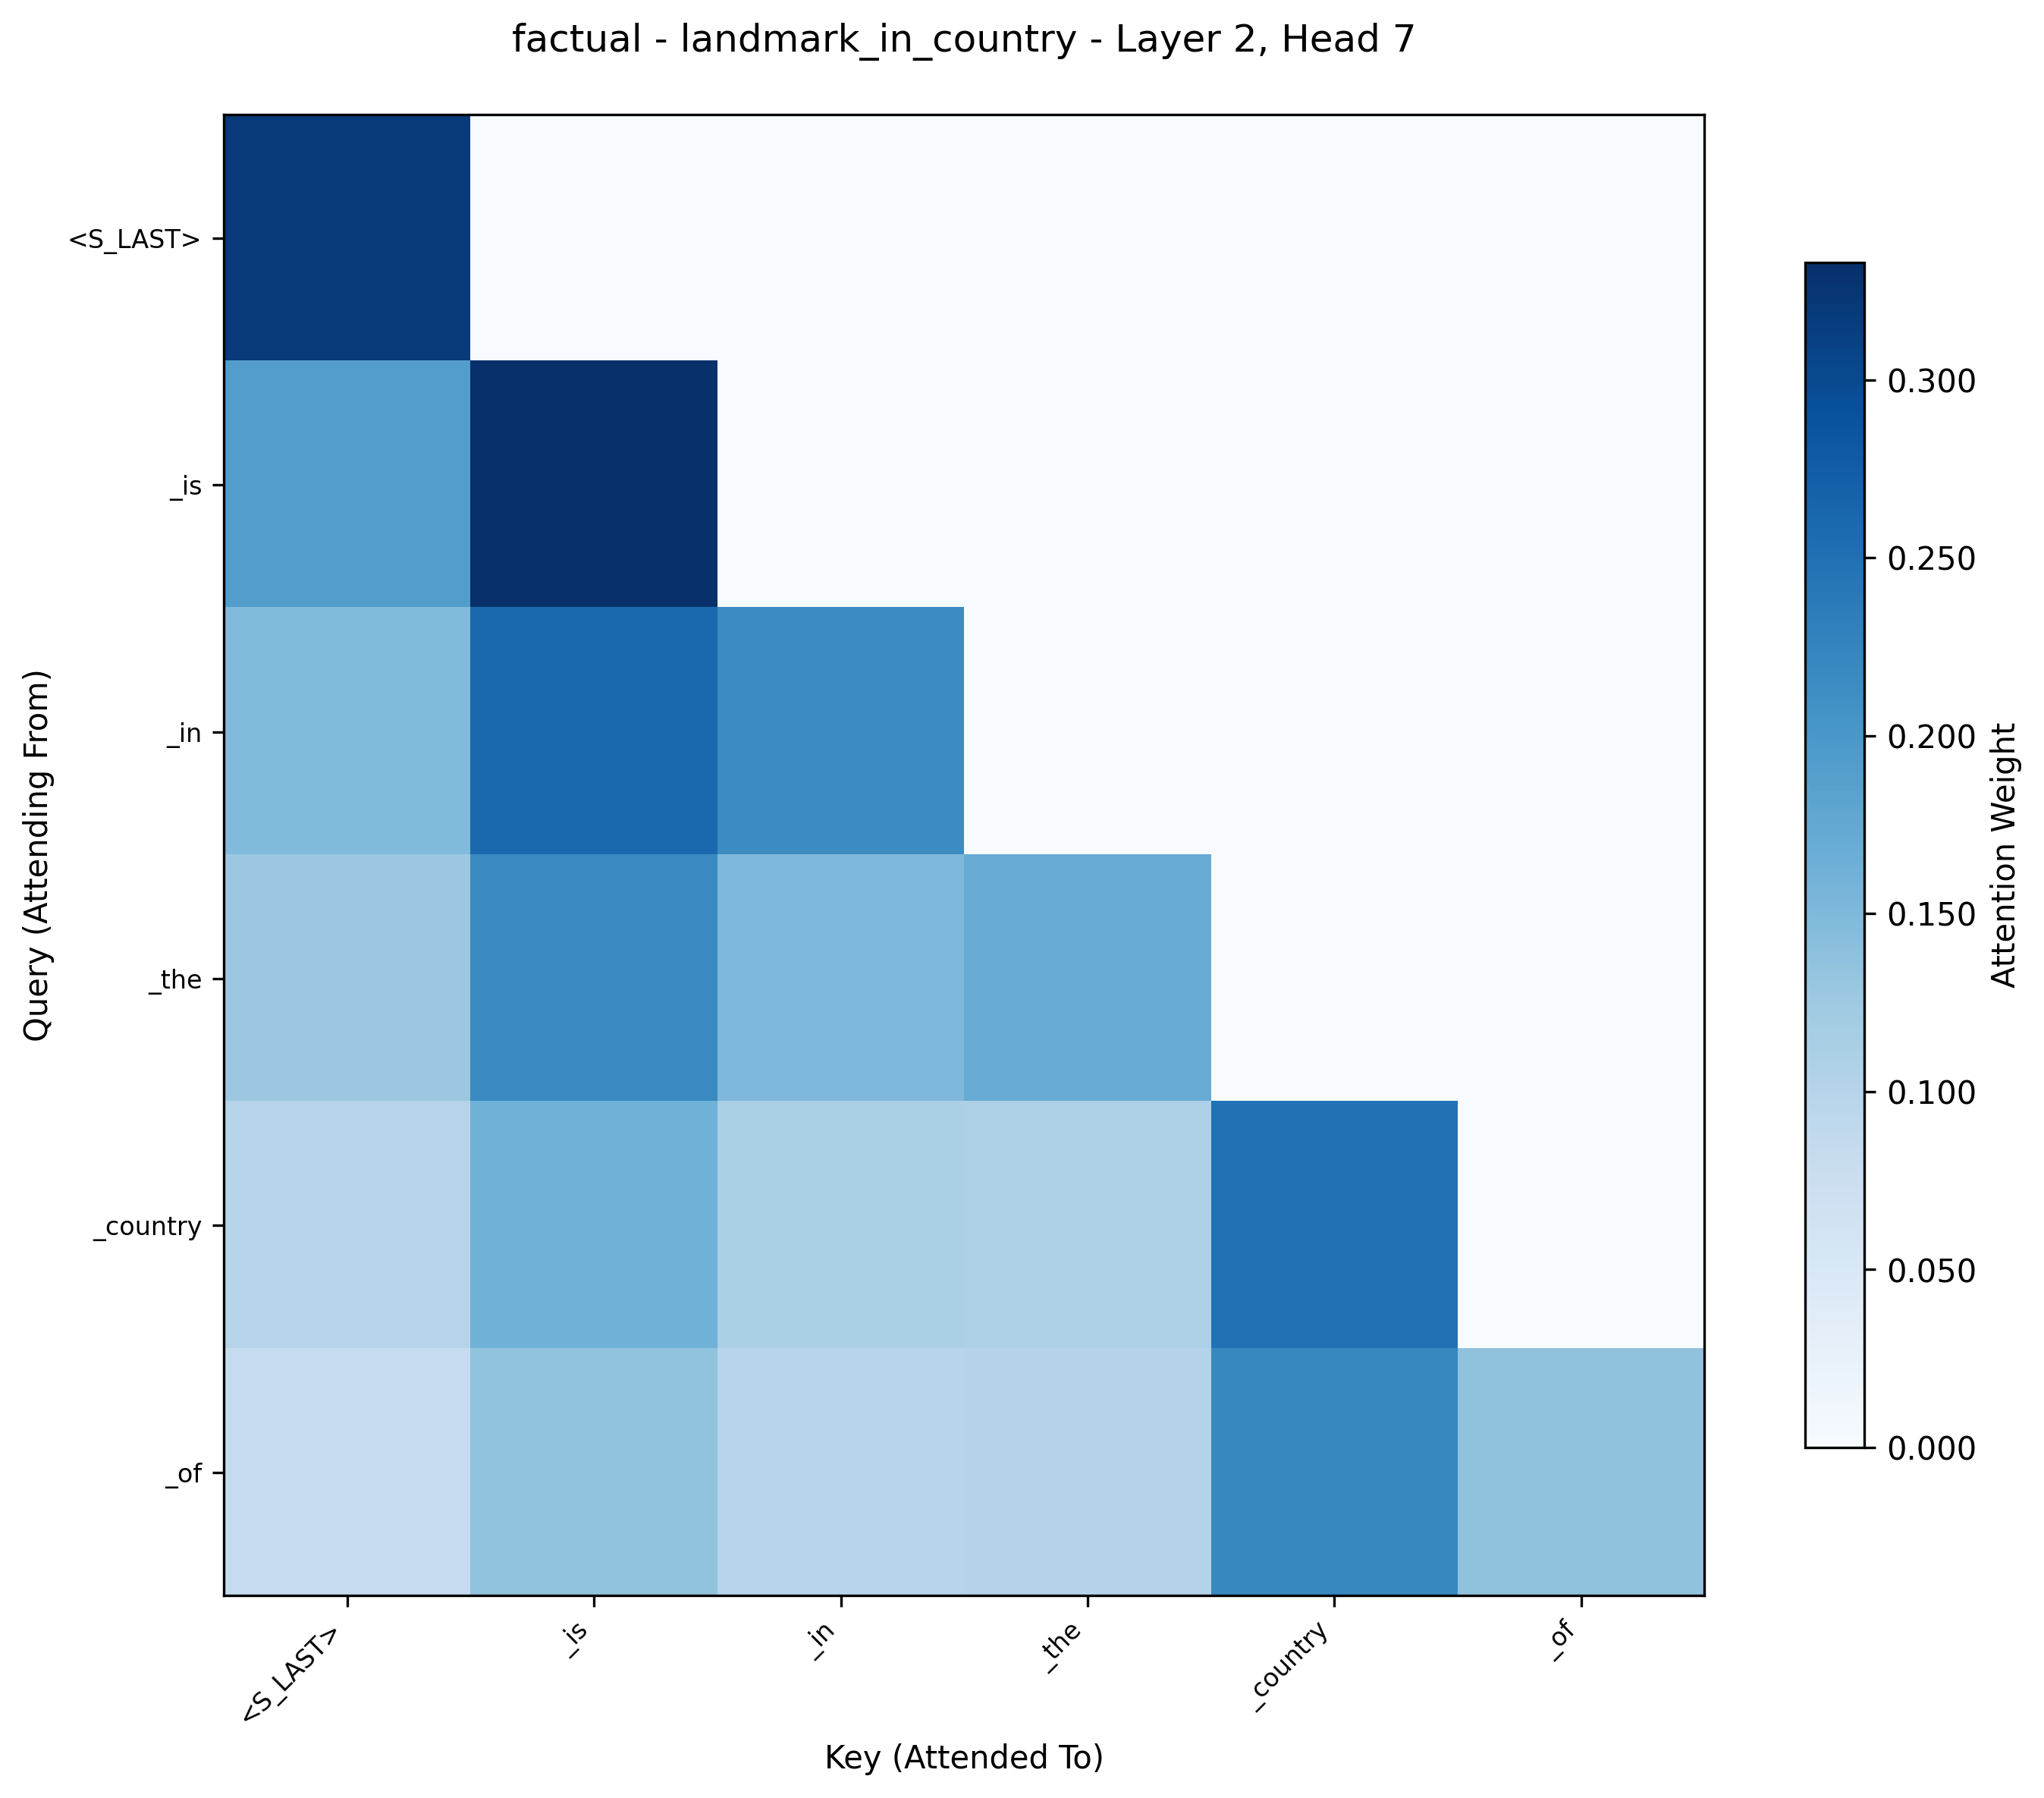 factual - landmark_in_country - Layer 2, Head 7
Query (Attending From)
<S_LAST>
_is
_in
_the
_country
_of
<S_LAST>
_is
_in
_the
_country
_of
Key (Attended To)
0.300
0.250
0.200
0.150
0.100
0.050
0.000
Attention Weight